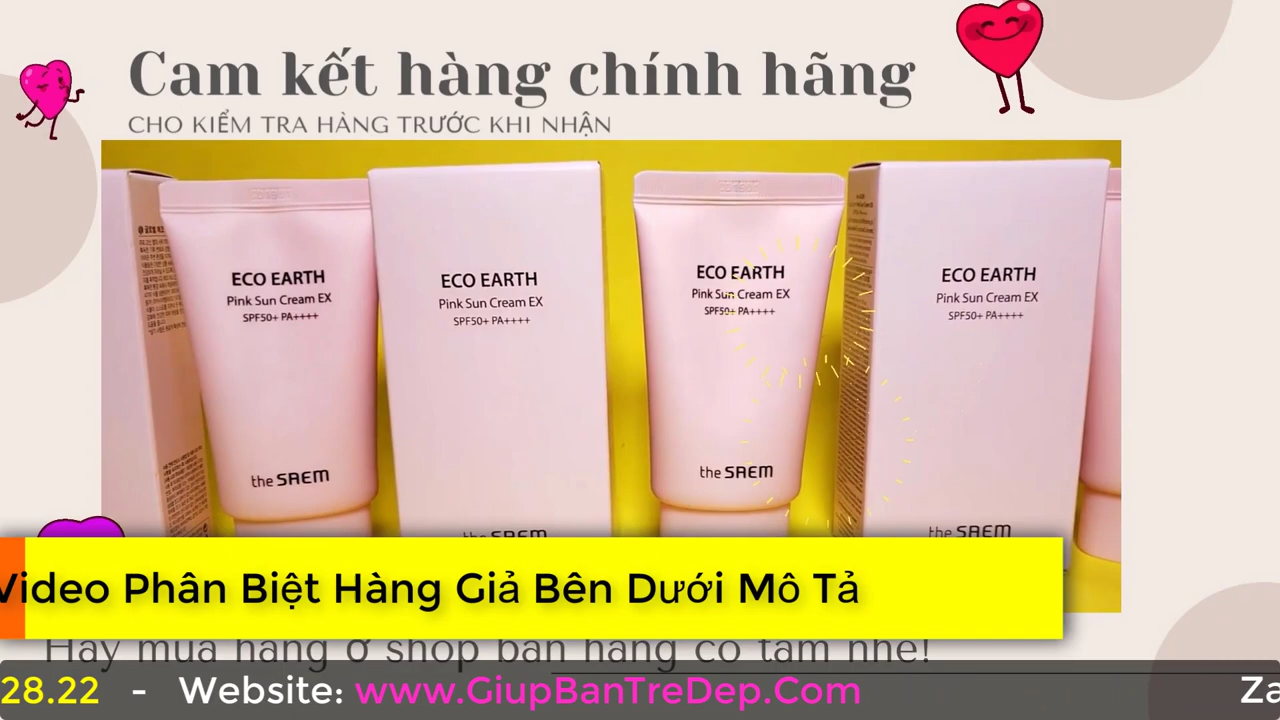 Cam kết hàng chính hãng
CHO KIỂM TRA HÀNG TRƯỚC KHI NHẬN
ECO EARTH
Pink Sun Cream EX
SPF50+ PA++++
the SAEM
ECO EARTH
Pink Sun Cream EX
SPF50+ PA++++
the SAEM
ECO EARTH
Pink Sun Cream EX
SPF50+ PA++++
the SAEM
ECO EARTH
Pink Sun Cream EX
SPF50+ PA++++
the SAEM
Video Phân Biệt Hàng Giả Bên Dưới Mô Tả
Hãy mua hàng ở shop bán hàng có tâm nhé!
28.22 - Website: www.GiupBanTreDep.Com Za